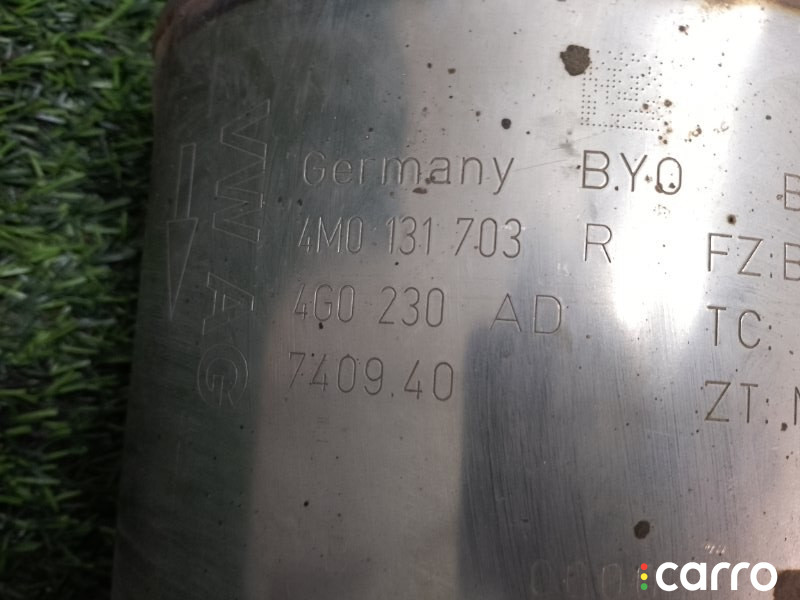 VW AG
Germany BYO
4M0 131 703 R FZ:B
4G0 230 AD TC:
7409.40 ZT:
carro